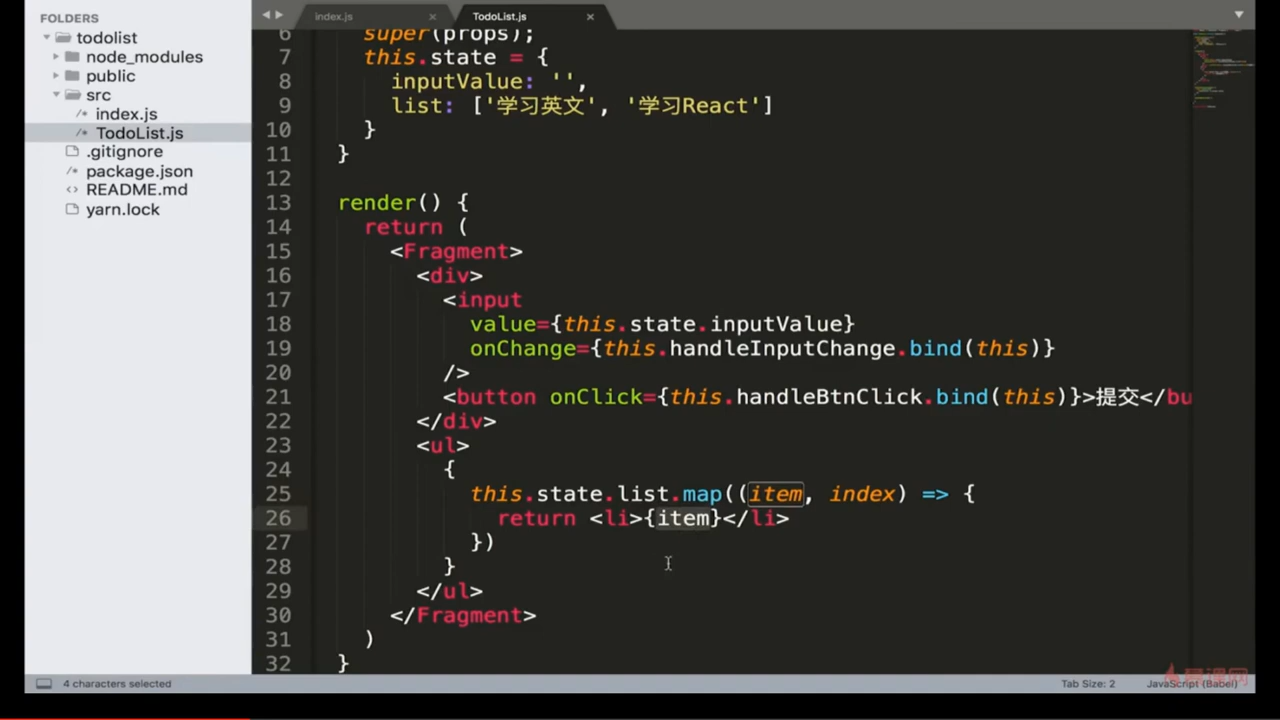 FOLDERS
todolist
node_modules
public
src
index.js
TodoList.js
.gitignore
package.json
README.md
yarn.lock
index.js
TodoList.js
6 super(props);
7 this.state = {
8 inputValue: '',
9 list: ['学习英文', '学习React']
10 }
11 }
12
13 render() {
14 return (
15 <Fragment>
16 <div>
17 <input
18 value={this.state.inputValue}
19 onChange={this.handleInputChange.bind(this)}
20 />
21 <button onClick={this.handleBtnClick.bind(this)}>提交</bu
22 </div>
23 <ul>
24 {
25 this.state.list.map((item, index) => {
26 return <li>{item}</li>
27 })
28 }
29 </ul>
30 </Fragment>
31 )
32 }
4 characters selected
Tab Size: 2
JavaScript (Babel)